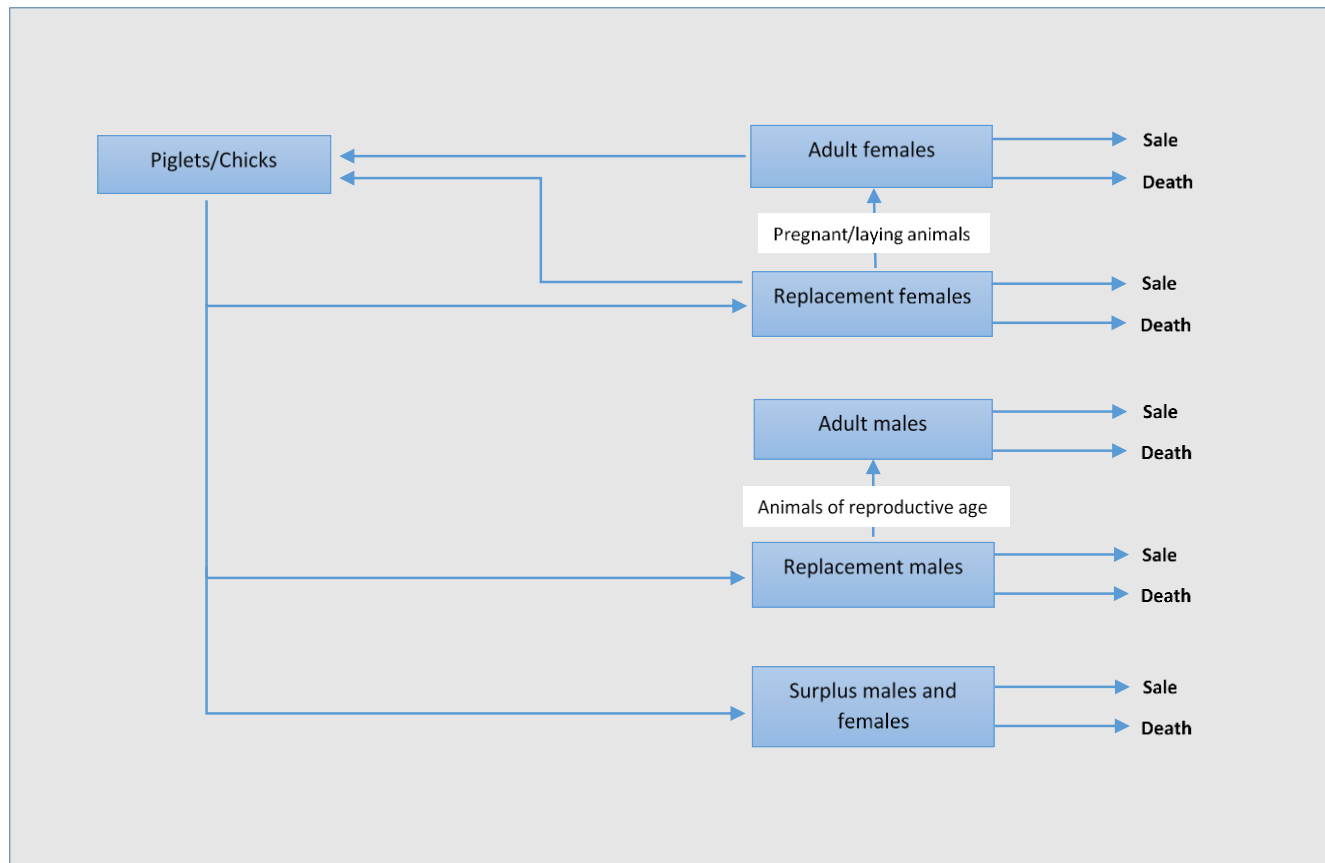 Piglets/Chicks
Adult females
Sale
Death
Pregnant/laying animals
Replacement females
Sale
Death
Adult males
Sale
Death
Animals of reproductive age
Replacement males
Sale
Death
Surplus males and
females
Sale
Death